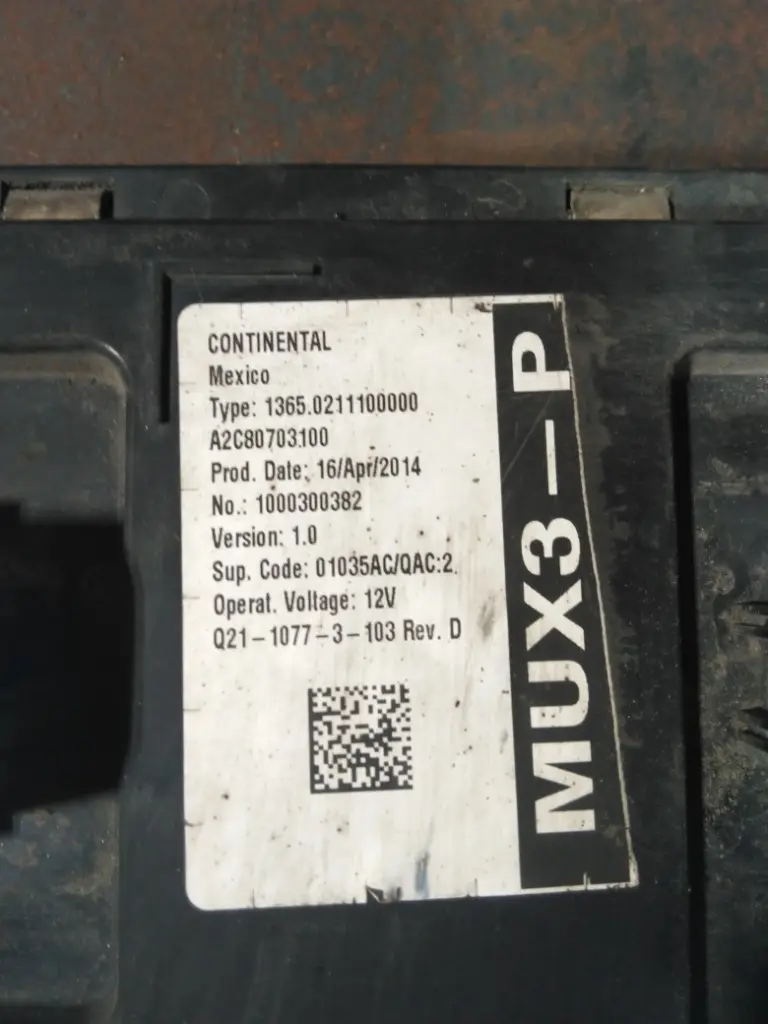 CONTINENTAL
Mexico
Type: 1365.0211100000
A2C80703100
Prod. Date: 16/Apr/2014
No.: 1000300382
Version: 1.0
Sup. Code: 01035AC/QAC:2.
Operat. Voltage: 12V
Q21-1077-3-103 Rev. D
MUX3-P